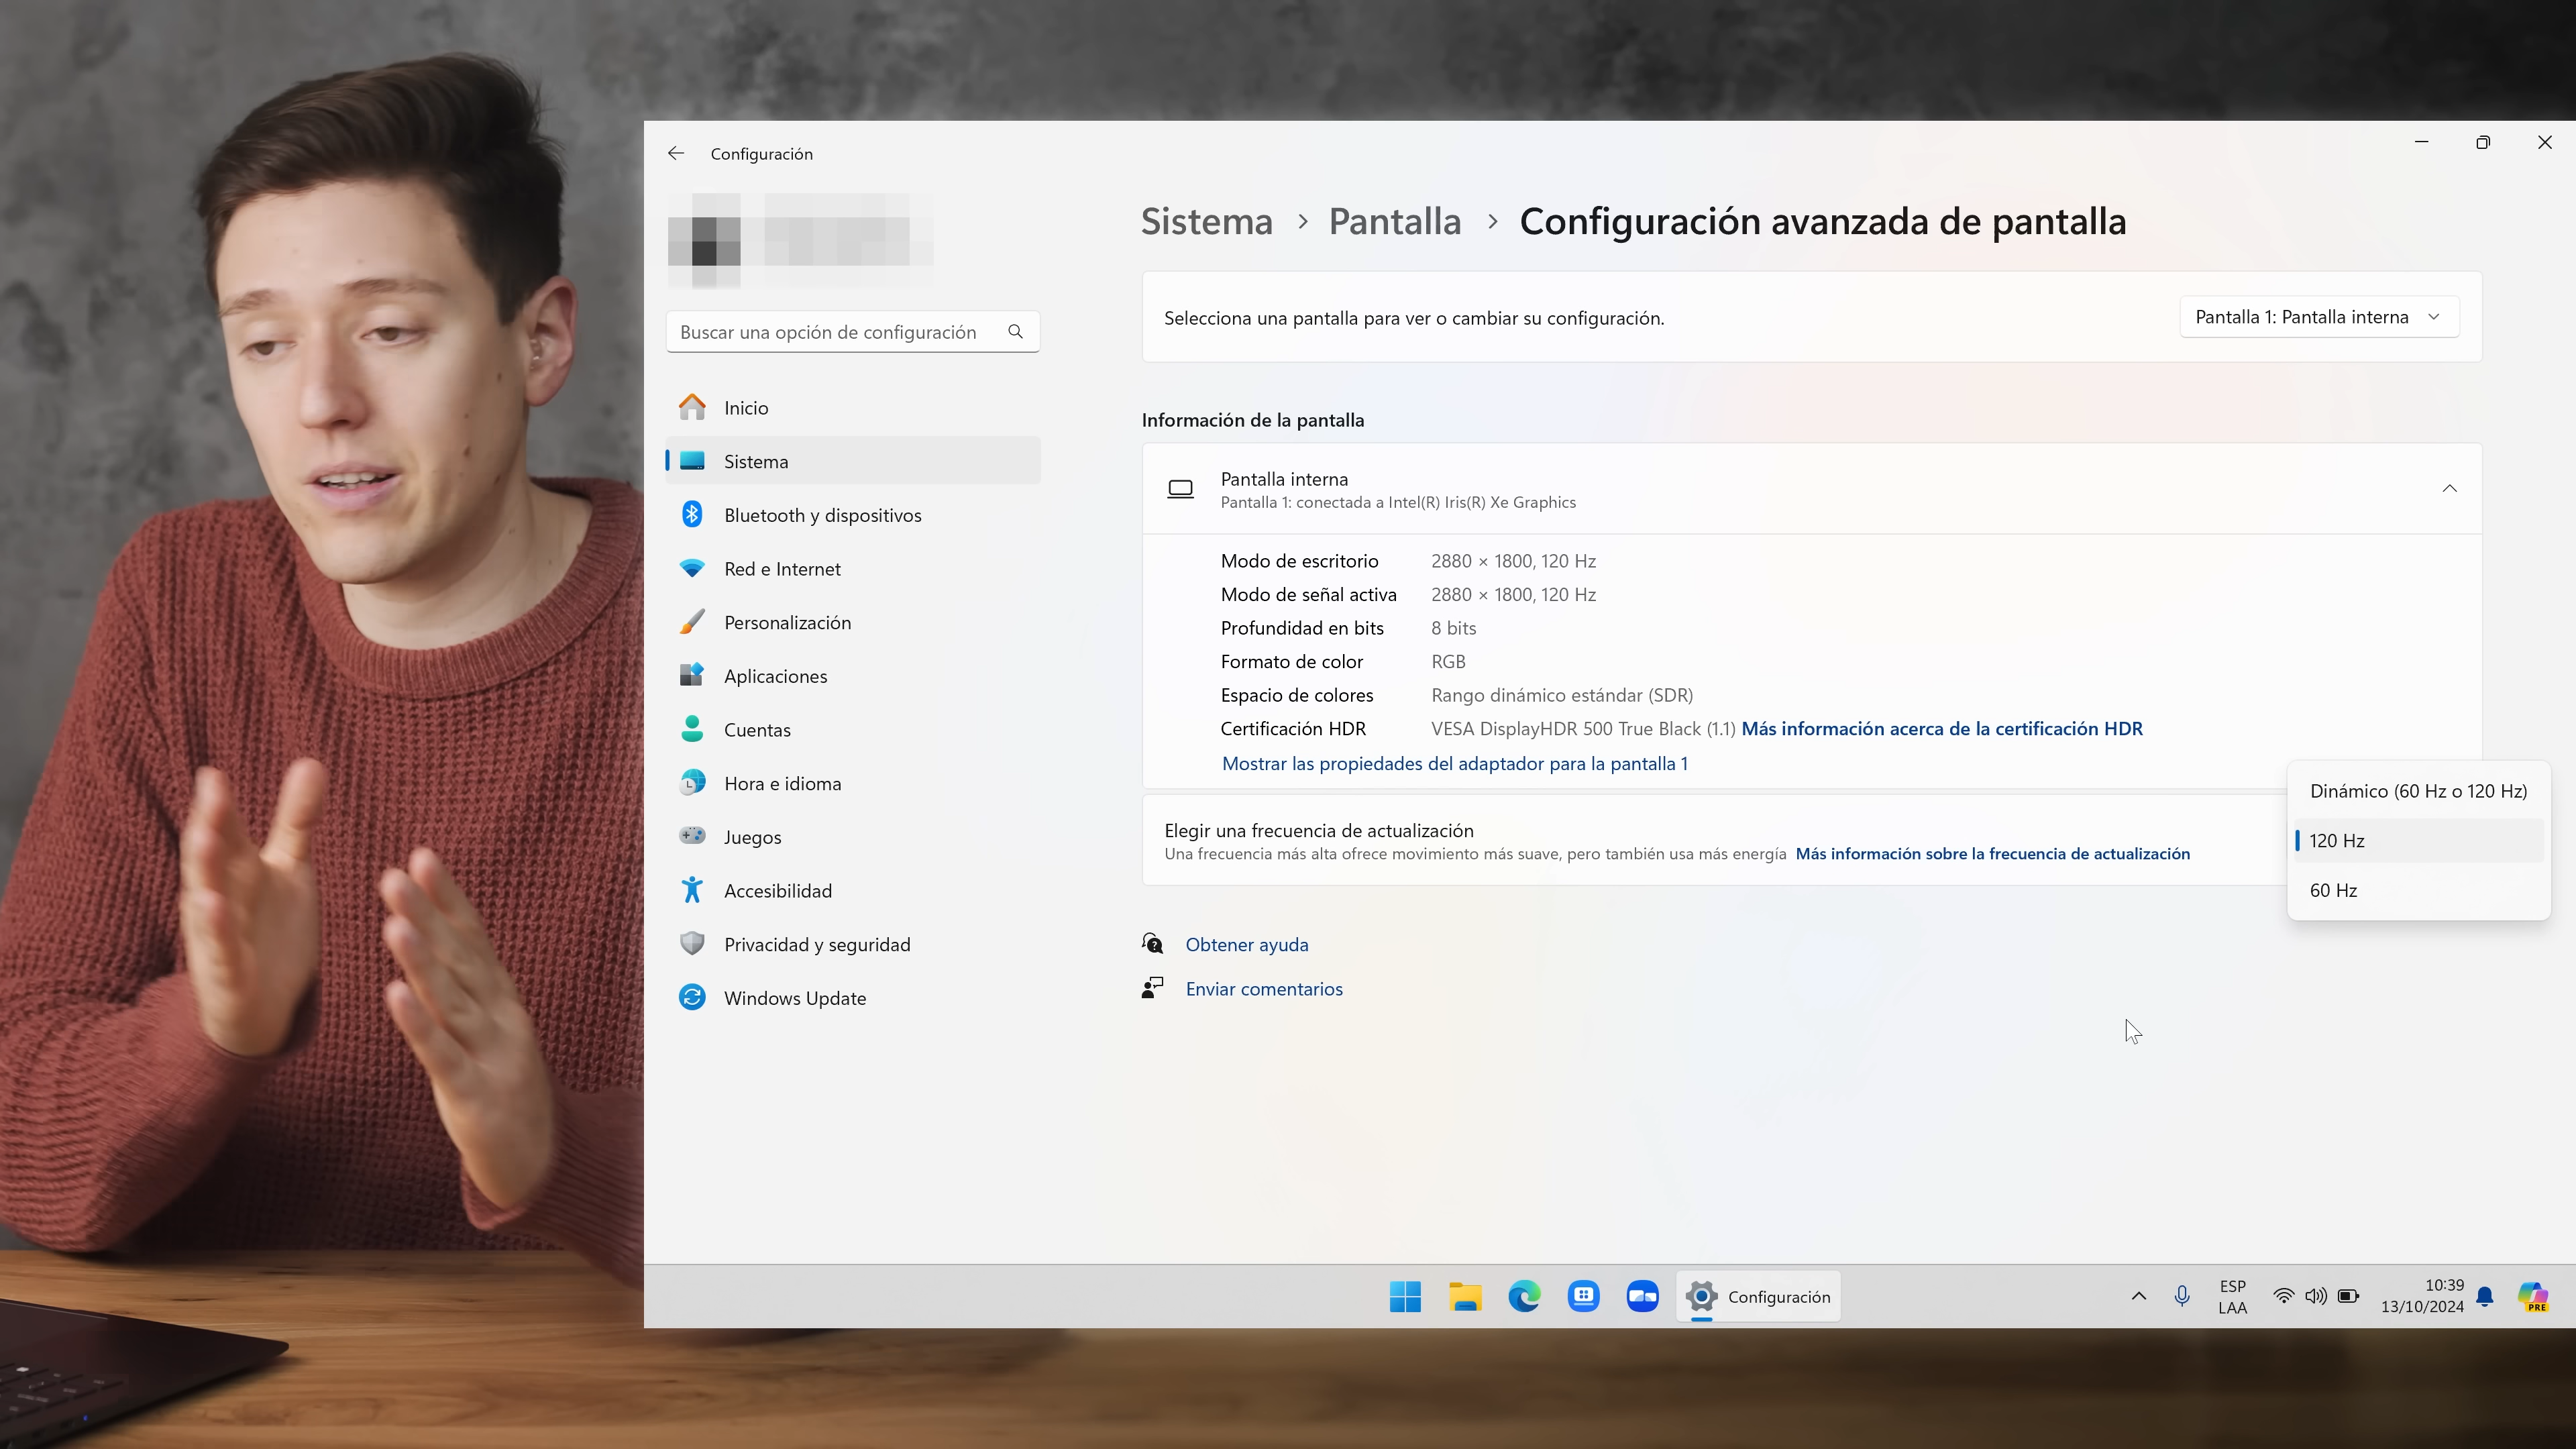 Configuración
Buscar una opción de configuración
Inicio
Sistema
Bluetooth y dispositivos
Red e Internet
Personalización
Aplicaciones
Cuentas
Hora e idioma
Juegos
Accesibilidad
Privacidad y seguridad
Windows Update
Sistema > Pantalla > Configuración avanzada de pantalla
Selecciona una pantalla para ver o cambiar su configuración.
Pantalla 1: Pantalla interna
Información de la pantalla
Pantalla interna
Pantalla 1: conectada a Intel(R) Iris(R) Xe Graphics
Modo de escritorio 2880 × 1800, 120 Hz
Modo de señal activa 2880 × 1800, 120 Hz
Profundidad en bits 8 bits
Formato de color RGB
Espacio de colores Rango dinámico estándar (SDR)
Certificación HDR VESA DisplayHDR 500 True Black (1.1) Más información acerca de la certificación HDR
Mostrar las propiedades del adaptador para la pantalla 1
Elegir una frecuencia de actualización
Una frecuencia más alta ofrece movimiento más suave, pero también usa más energía Más información sobre la frecuencia de actualización
Dinámico (60 Hz o 120 Hz)
120 Hz
60 Hz
Obtener ayuda
Enviar comentarios
Configuración
ESP
LAA
10:39
13/10/2024
PRE